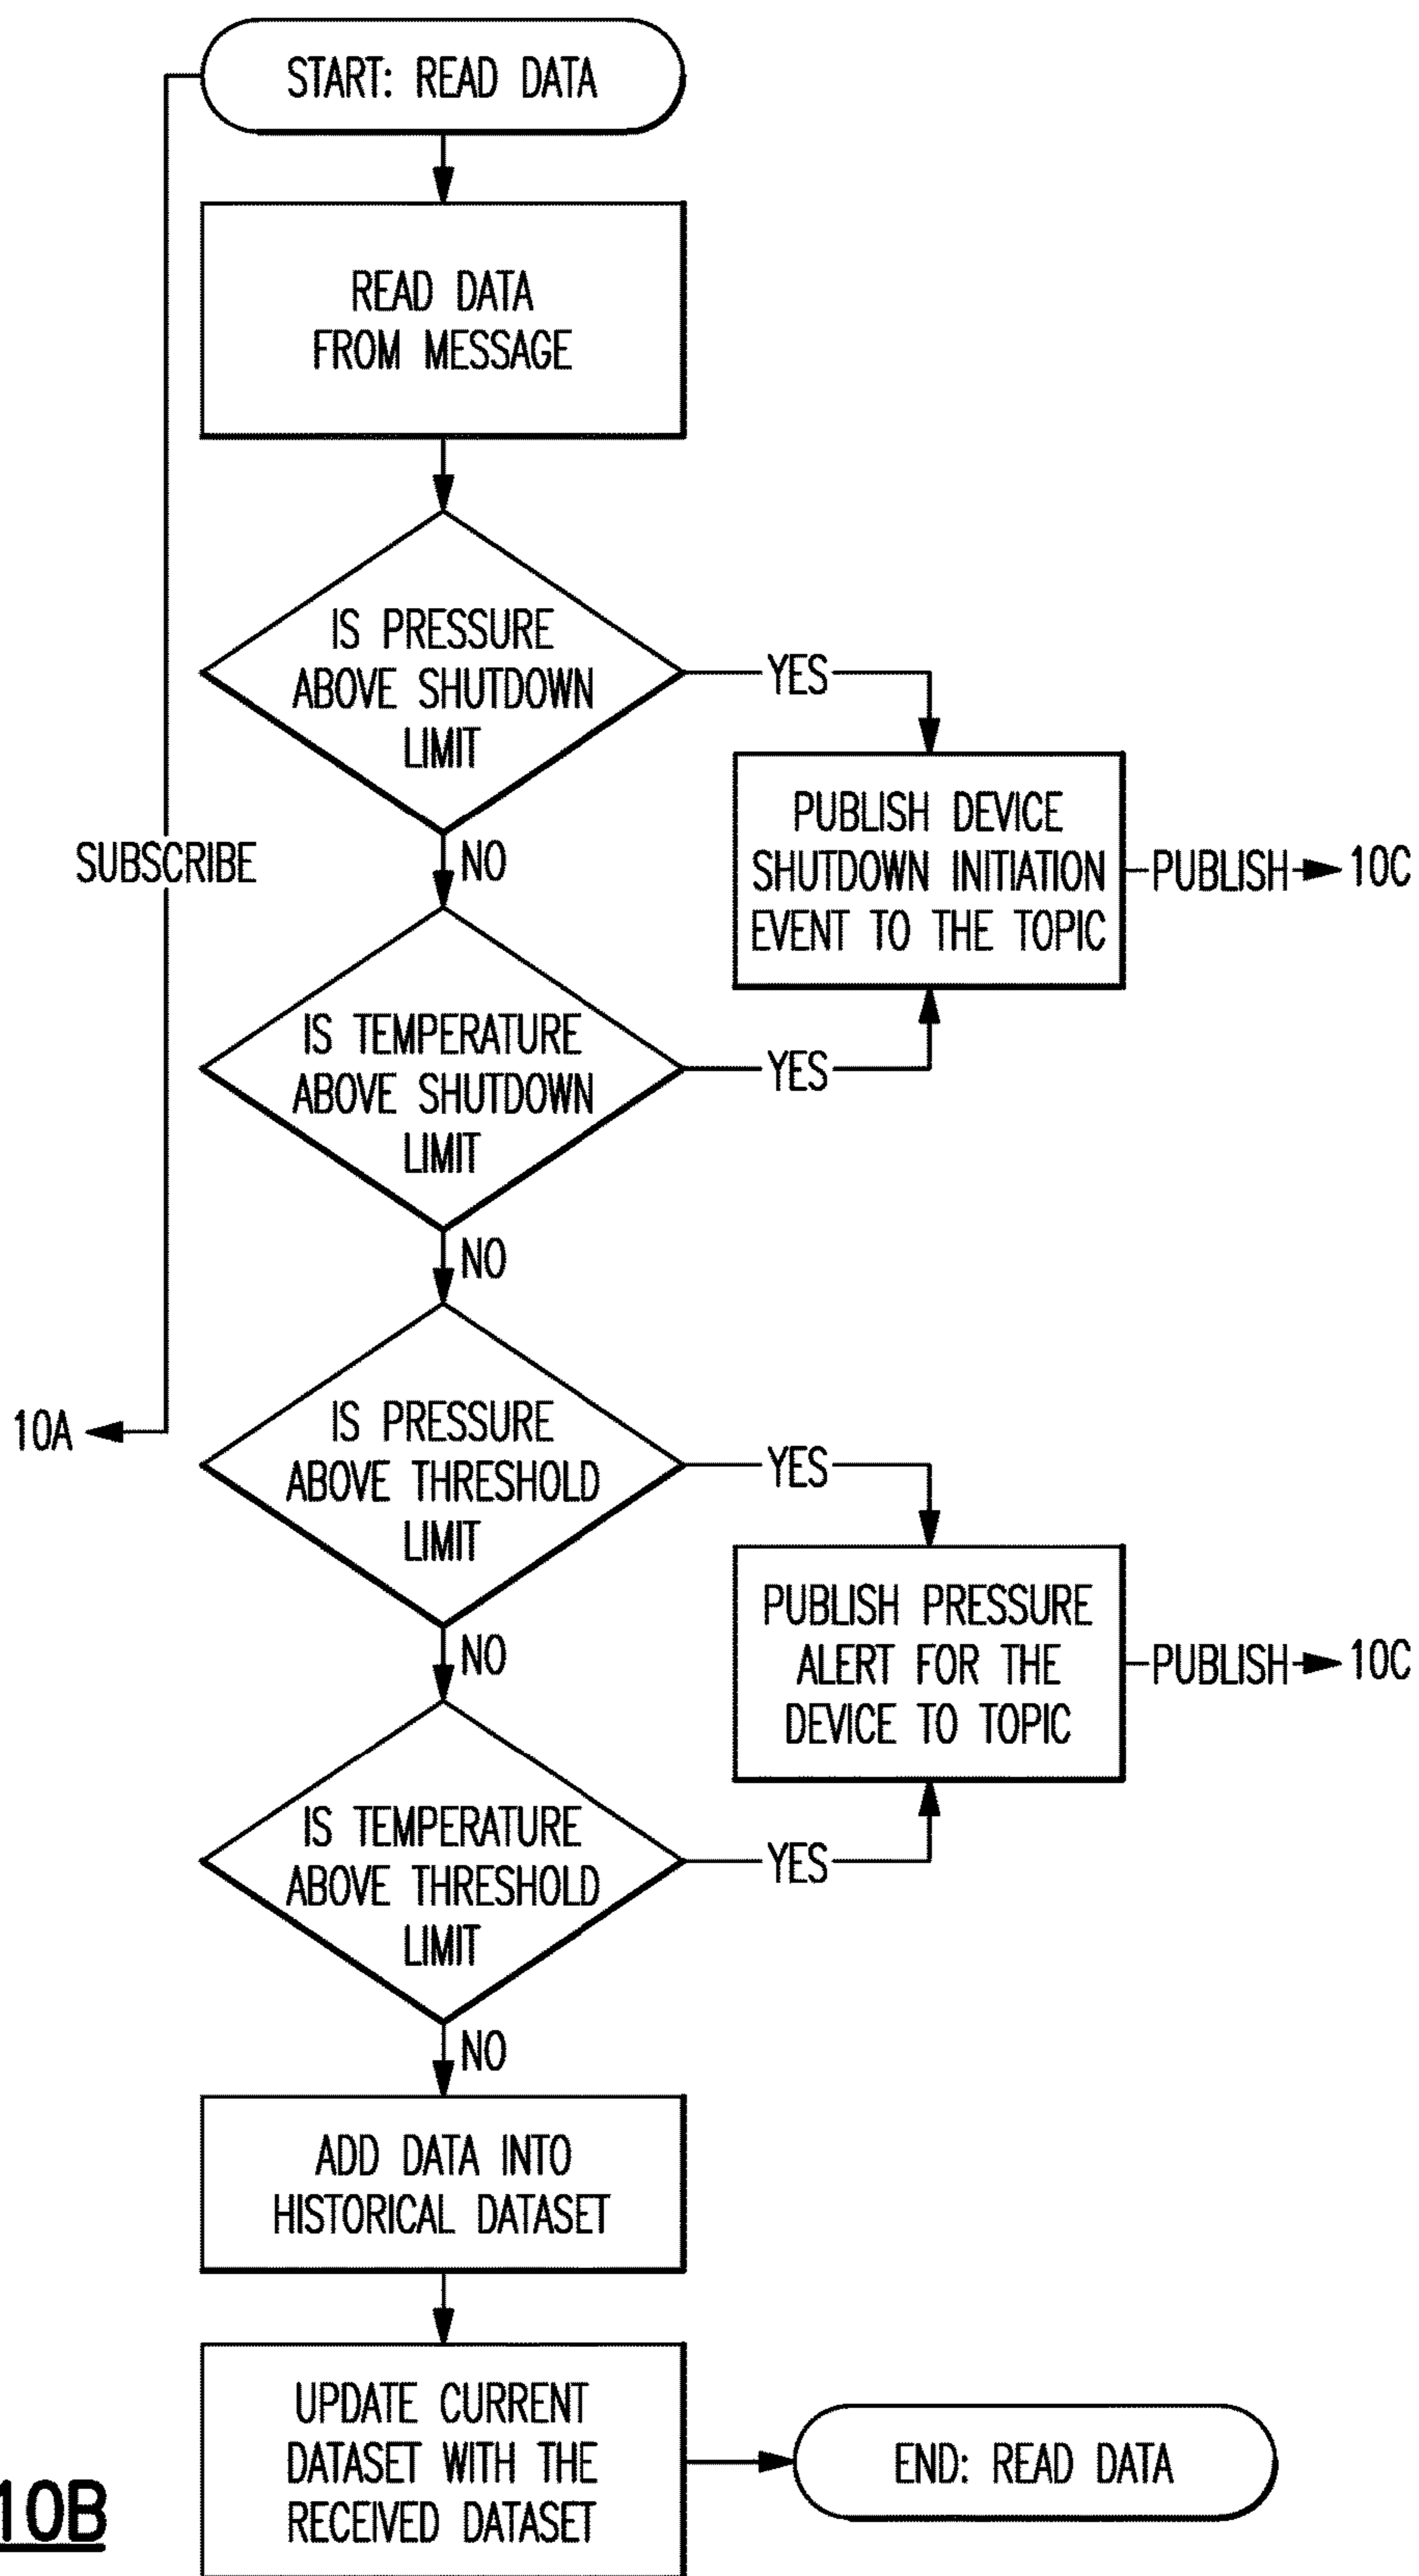 START: READ DATA
READ DATA
FROM MESSAGE
IS PRESSURE
ABOVE SHUTDOWN
LIMIT
YES
PUBLISH DEVICE
SHUTDOWN INITIATION
EVENT TO THE TOPIC
PUBLISH
10C
SUBSCRIBE
NO
IS TEMPERATURE
ABOVE SHUTDOWN
LIMIT
YES
NO
10A
IS PRESSURE
ABOVE THRESHOLD
LIMIT
YES
PUBLISH PRESSURE
ALERT FOR THE
DEVICE TO TOPIC
PUBLISH
10C
NO
IS TEMPERATURE
ABOVE THRESHOLD
LIMIT
YES
NO
ADD DATA INTO
HISTORICAL DATASET
UPDATE CURRENT
DATASET WITH THE
RECEIVED DATASET
END: READ DATA
10B